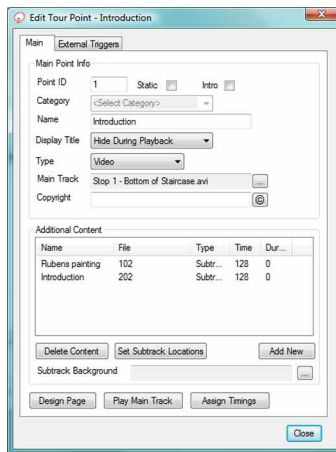 Edit Tour Point - Introduction
Main External Triggers
Main Point Info
Point ID 1 Static Intro
Category <Select Category>
Name Introduction
Display Title Hide During Playback
Type Video
Main Track Stop 1 - Bottom of Staircase.avi ...
Copyright ©
Additional Content
Name File Type Time Dur...
Rubens painting 102 Subtr... 128 0
Introduction 202 Subtr... 128 0
Delete Content Set Subtrack Locations Add New
Subtrack Background ...
Design Page Play Main Track Assign Timings
Close